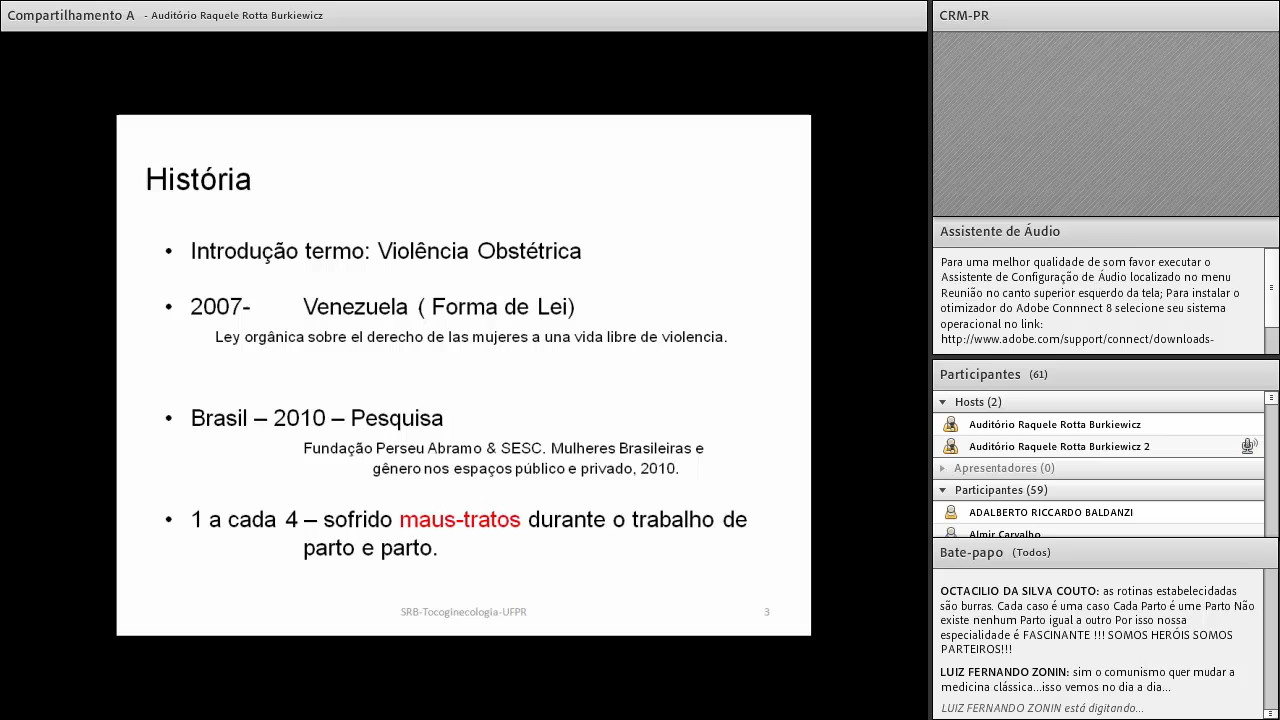 Compartilhamento A - Auditório Raquele Rotta Burkiewicz
História
• Introdução termo: Violência Obstétrica
• 2007- Venezuela ( Forma de Lei)
Ley orgânica sobre el derecho de las mujeres a una vida libre de violencia.
• Brasil – 2010 – Pesquisa
Fundação Perseu Abramo & SESC. Mulheres Brasileiras e
gênero nos espaços público e privado, 2010.
• 1 a cada 4 – sofrido maus-tratos durante o trabalho de
parto e parto.
SRB-Tocoginecologia-UFPR 3
CRM-PR
Assistente de Áudio
Para uma melhor qualidade de som favor executar o
Assistente de Configuração de Áudio localizado no menu
Reunião no canto superior esquerdo da tela; Para instalar o
otimizador do Adobe Connnect 8 selecione seu sistema
operacional no link:
http://www.adobe.com/support/connect/downloads-
Participantes (61)
Hosts (2)
Auditório Raquele Rotta Burkiewicz
Auditório Raquele Rotta Burkiewicz 2
Apresentadores (0)
Participantes (59)
ADALBERTO RICCARDO BALDANZI
Almir Carvalho
Bate-papo (Todos)
OCTACILIO DA SILVA COUTO: as rotinas estabelecidadas
são burras. Cada caso é uma caso Cada Parto é ume Parto Não
existe nenhum Parto igual a outro Por isso nossa
especialidade é FASCINANTE !!! SOMOS HERÓIS SOMOS
PARTEIROS!!!
LUIZ FERNANDO ZONIN: sim o comunismo quer mudar a
medicina clássica...isso vemos no dia a dia...
LUIZ FERNANDO ZONIN está digitando...